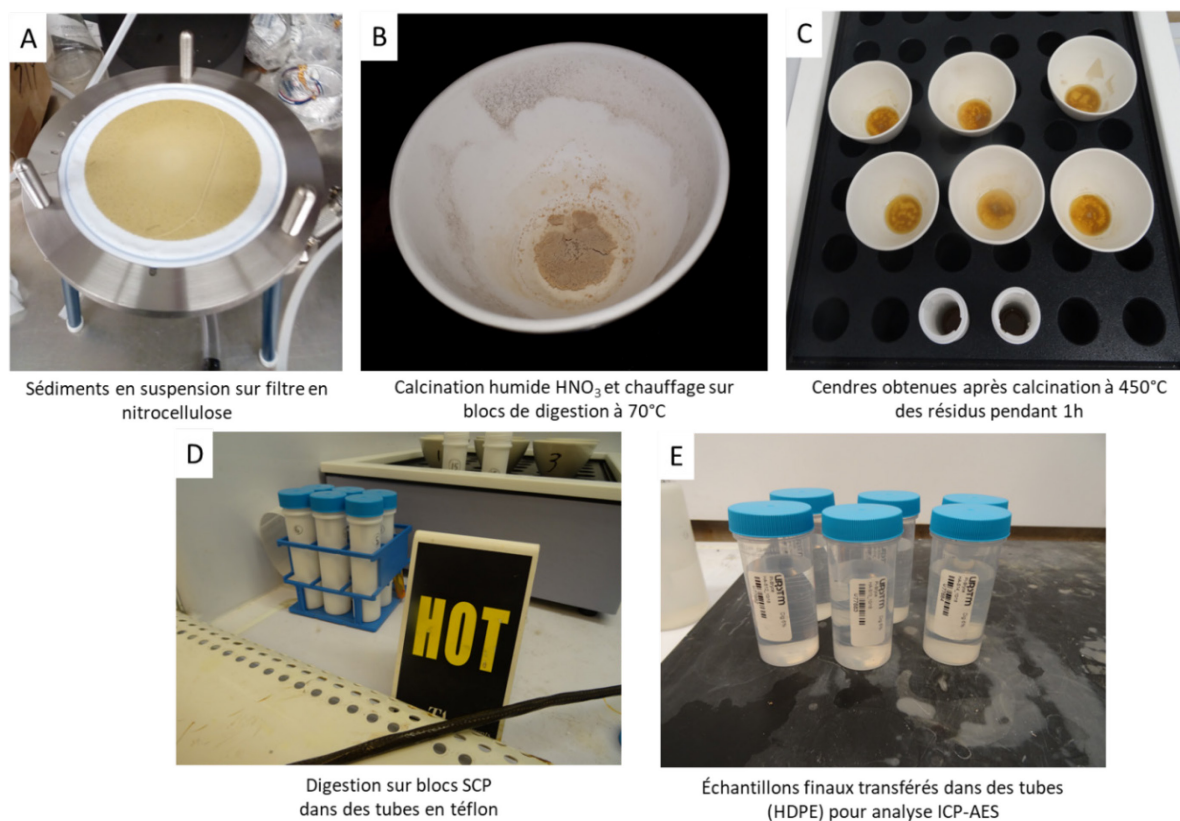 A
B
C
Sédiments en suspension sur filtre en
nitrocellulose
Calcination humide HNO₃ et chauffage sur
blocs de digestion à 70°C
Cendres obtenues après calcination à 450°C
des résidus pendant 1h
D
3
HOT
E
Digestion sur blocs SCP
dans des tubes en téflon
Échantillons finaux transférés dans des tubes
(HDPE) pour analyse ICP-AES